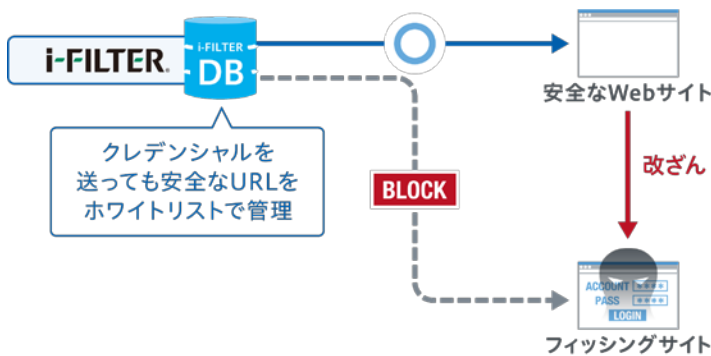 i-FILTER®
i-FILTER
DB
安全なWebサイト
クレデンシャルを
送っても安全なURLを
ホワイトリストで管理
BLOCK
改ざん
ACCOUNT ****
PASS ****
LOGIN
フィッシングサイト